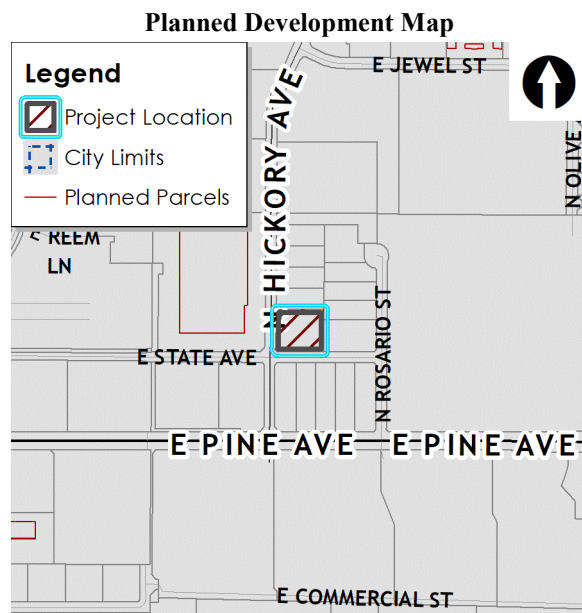 Planned Development Map
Legend
Project Location
City Limits
Planned Parcels
E JEWEL ST
N HICKORY AVE
N OLIVE
E REEM
LN
N ROSARIO ST
E STATE AVE
E PINE AVE
E PINE AVE
E COMMERCIAL ST